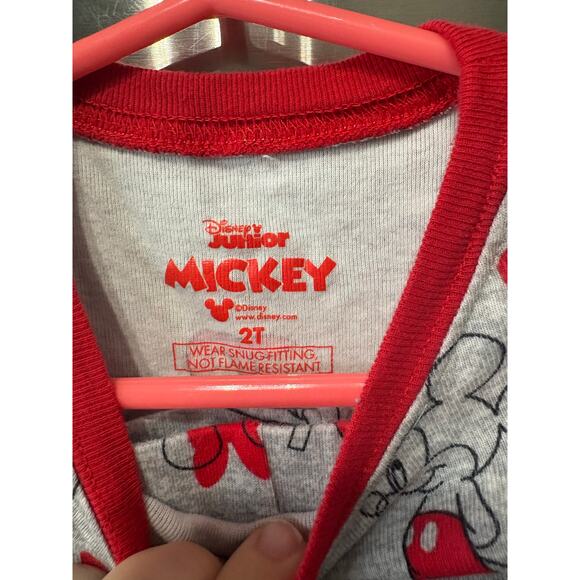 Disney
Junior
MICKEY
©Disney
www.disney.com
2T
WEAR SNUG-FITTING,
NOT FLAME RESISTANT